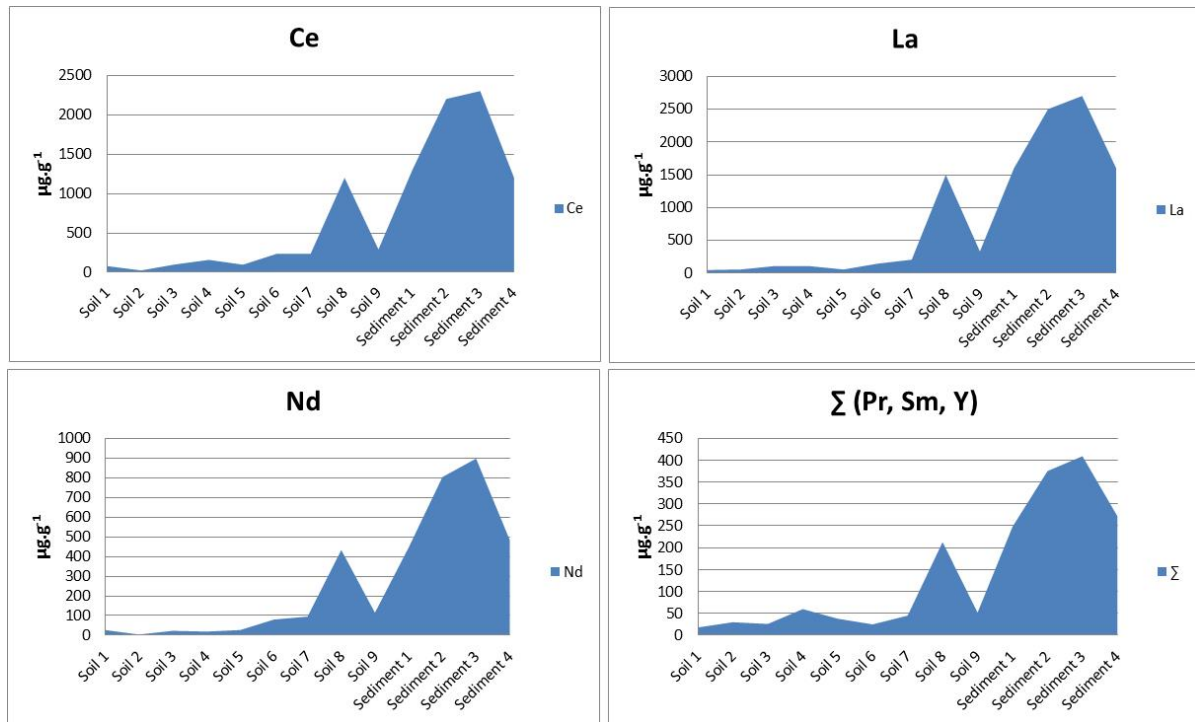 Ce
2500
2000
1500
1000
500
0
µg.g⁻¹
Soil 1
Soil 2
Soil 3
Soil 4
Soil 5
Soil 6
Soil 7
Soil 8
Soil 9
Sediment 1
Sediment 2
Sediment 3
Sediment 4
Ce
La
3000
2500
2000
1500
1000
500
0
µg.g⁻¹
Soil 1
Soil 2
Soil 3
Soil 4
Soil 5
Soil 6
Soil 7
Soil 8
Soil 9
Sediment 1
Sediment 2
Sediment 3
Sediment 4
La
Nd
1000
900
800
700
600
500
400
300
200
100
0
µg.g⁻¹
Soil 1
Soil 2
Soil 3
Soil 4
Soil 5
Soil 6
Soil 7
Soil 8
Soil 9
Sediment 1
Sediment 2
Sediment 3
Sediment 4
Nd
∑ (Pr, Sm, Y)
450
400
350
300
250
200
150
100
50
0
µg.g⁻¹
Soil 1
Soil 2
Soil 3
Soil 4
Soil 5
Soil 6
Soil 7
Soil 8
Soil 9
Sediment 1
Sediment 2
Sediment 3
Sediment 4
∑